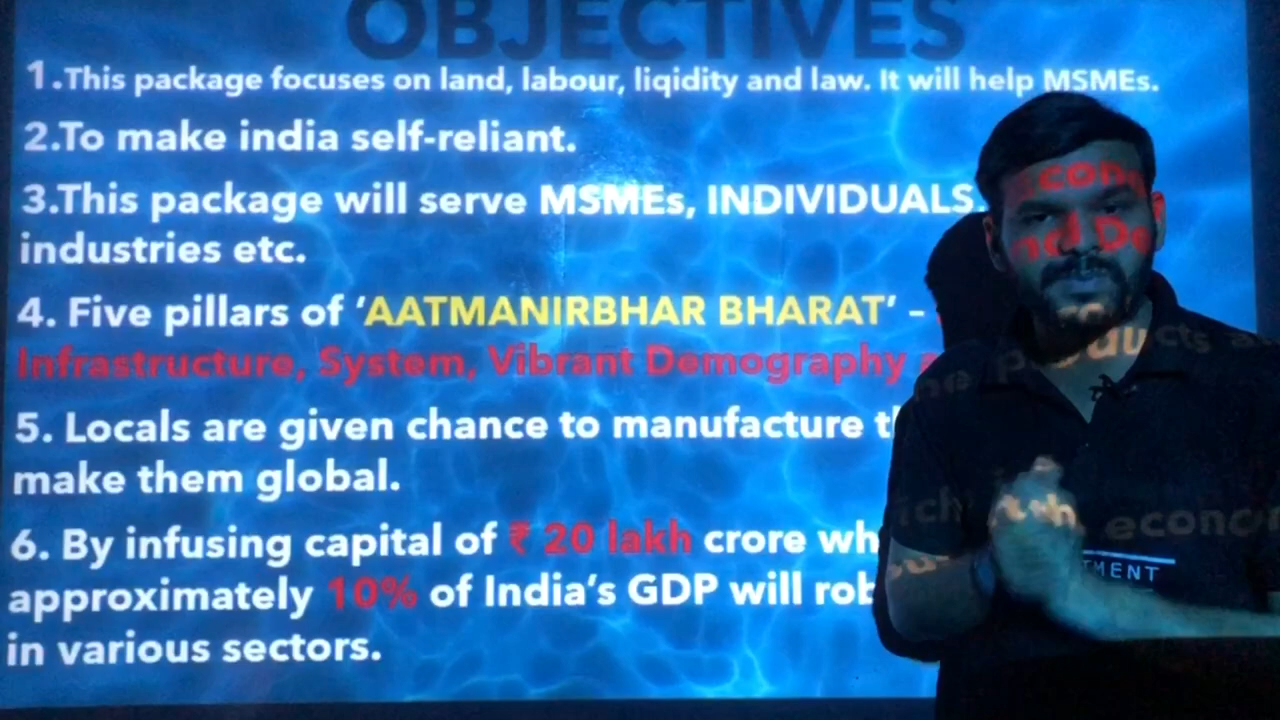 OBJECTIVES
1.This package focuses on land, labour, liqidity and law. It will help MSMEs.
2.To make india self-reliant.
3.This package will serve MSMEs, INDIVIDUALS.
industries etc.
4. Five pillars of ‘AATMANIRBHAR BHARAT’ –
Infrastructure, System, Vibrant Demography
5. Locals are given chance to manufacture
make them global.
6. By infusing capital of ₹ 20 lakh crore
approximately 10% of India’s GDP will
in various sectors.